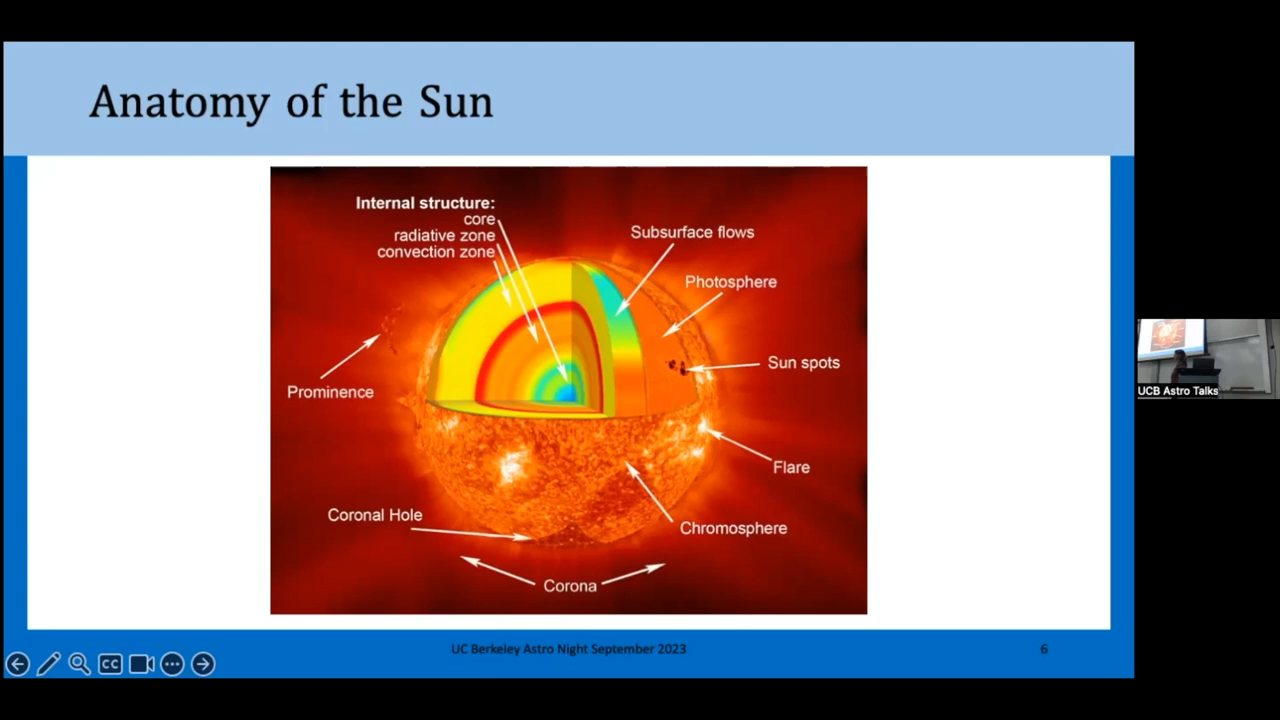 Anatomy of the Sun
Internal structure:
core
radiative zone
convection zone
Subsurface flows
Photosphere
Sun spots
Prominence
Flare
Coronal Hole
Chromosphere
Corona
UCB Astro Talks
UC Berkeley Astro Night September 2023
6
CC